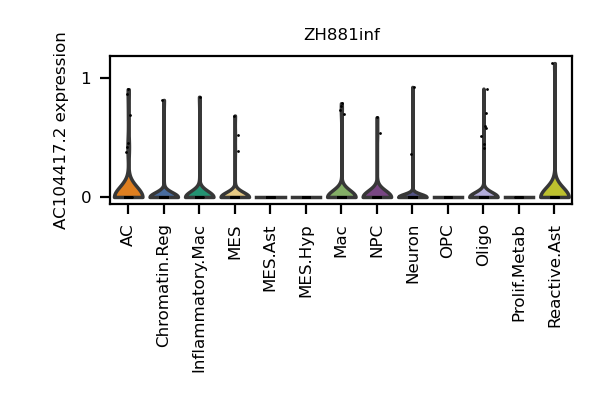 ZH881inf
AC104417.2 expression
1
0
AC
Chromatin.Reg
Inflammatory.Mac
MES
MES.Ast
MES.Hyp
Mac
NPC
Neuron
OPC
Oligo
Prolif.Metab
Reactive.Ast